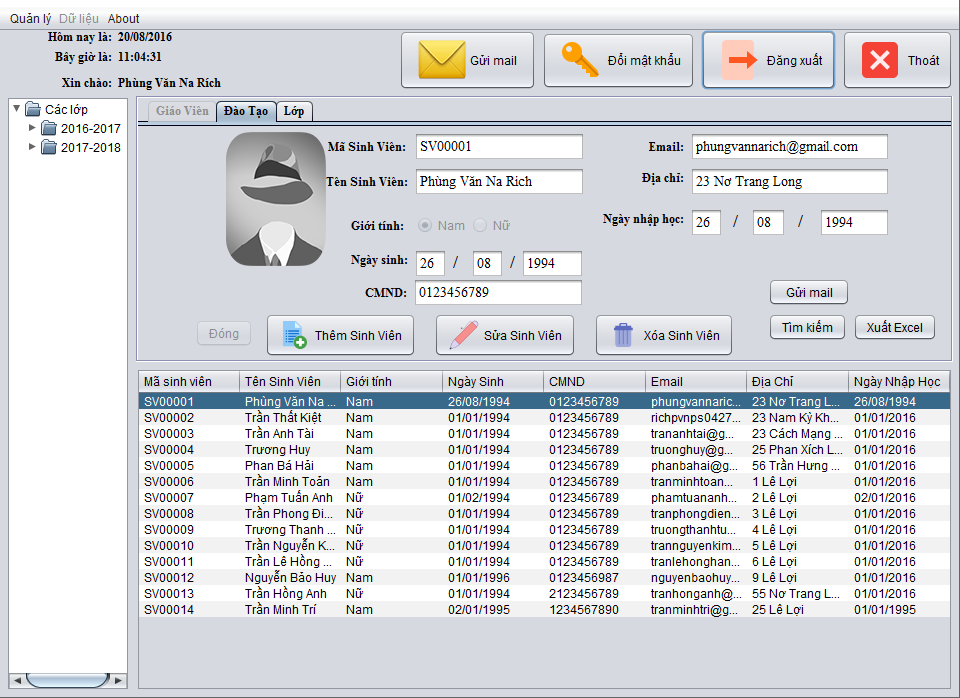 Quản lý Dữ liệu About
Hôm nay là: 20/08/2016
Bây giờ là: 11:04:31
Xin chào: Phùng Văn Na Rích
Gửi mail
Đổi mật khẩu
Đăng xuất
Thoát
Các lớp
2016-2017
2017-2018
Giáo Viên Đào Tạo Lớp
Mã Sinh Viên: SV00001
Email: phungvannarich@gmail.com
Tên Sinh Viên: Phùng Văn Na Rich
Địa chỉ: 23 Nơ Trang Long
Giới tính: Nam Nữ
Ngày nhập học: 26 / 08 / 1994
Ngày sinh: 26 / 08 / 1994
CMND: 0123456789
Gửi mail
Đóng
Thêm Sinh Viên
Sửa Sinh Viên
Xóa Sinh Viên
Tìm kiếm
Xuất Excel
Mã sinh viên Tên Sinh Viên Giới tính Ngày Sinh CMND Email Địa Chỉ Ngày Nhập Học
SV00001 Phùng Văn Na ... Nam 26/08/1994 0123456789 phungvannaric... 23 Nơ Trang L... 26/08/1994
SV00002 Trần Thất Kiệt Nam 01/01/1994 0123456789 richpvnps0427... 23 Nam Kỳ Kh... 01/01/2016
SV00003 Trần Anh Tài Nam 01/01/1994 0123456789 trananhtai@g... 23 Cách Mạng ... 01/01/2016
SV00004 Trương Huy Nam 01/01/1994 0123456789 truonghuy@g... 25 Phan Xích L... 01/01/2016
SV00005 Phan Bá Hải Nam 01/01/1994 0123456789 phanbahai@g... 56 Trần Hưng ... 01/01/2016
SV00006 Trần Minh Toản Nam 01/01/1994 0123456789 tranminhtoan... 1 Lê Lợi 01/01/2016
SV00007 Phạm Tuấn Anh Nữ 01/02/1994 0123456789 phamtuananh... 2 Lê Lợi 02/01/2016
SV00008 Trần Phong Đi... Nữ 01/01/1994 0123456789 tranphongdien... 3 Lê Lợi 01/01/2016
SV00009 Trương Thanh ... Nữ 01/01/1994 0123456789 truongthanhtu... 4 Lê Lợi 01/01/2016
SV00010 Trần Nguyễn K... Nữ 01/01/1994 0123456789 trannguyenkim... 5 Lê Lợi 01/01/2016
SV00011 Trần Lê Hồng ... Nữ 01/01/1994 0123456789 tranlehonghan... 6 Lê Lợi 01/01/2016
SV00012 Nguyễn Bảo Huy Nam 01/01/1996 0123456987 nguyenbaohuy... 9 Lê Lợi 01/01/2016
SV00013 Trần Hồng Anh Nữ 01/01/1994 2123456789 tranhonganh@... 55 Nơ Trang L... 01/01/2016
SV00014 Trần Minh Trí Nam 02/01/1995 1234567890 tranminhtri@g... 25 Lê Lợi 01/01/1995